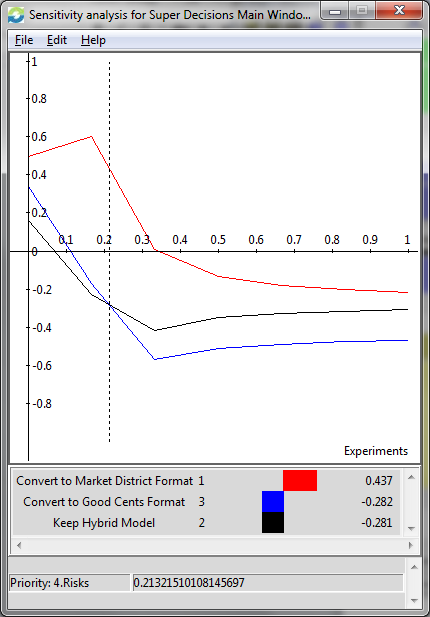 Sensitivity analysis for Super Decisions Main Windo...
File Edit Help
1
0.8
0.6
0.4
0.2
0.1 0.2 0.3 0.4 0.5 0.6 0.7 0.8 0.9 1
0
-0.2
-0.4
-0.6
-0.8
Experiments
Convert to Market District Format 1 0.437
Convert to Good Cents Format 3 -0.282
Keep Hybrid Model 2 -0.281
Priority: 4.Risks 0.21321510108145697